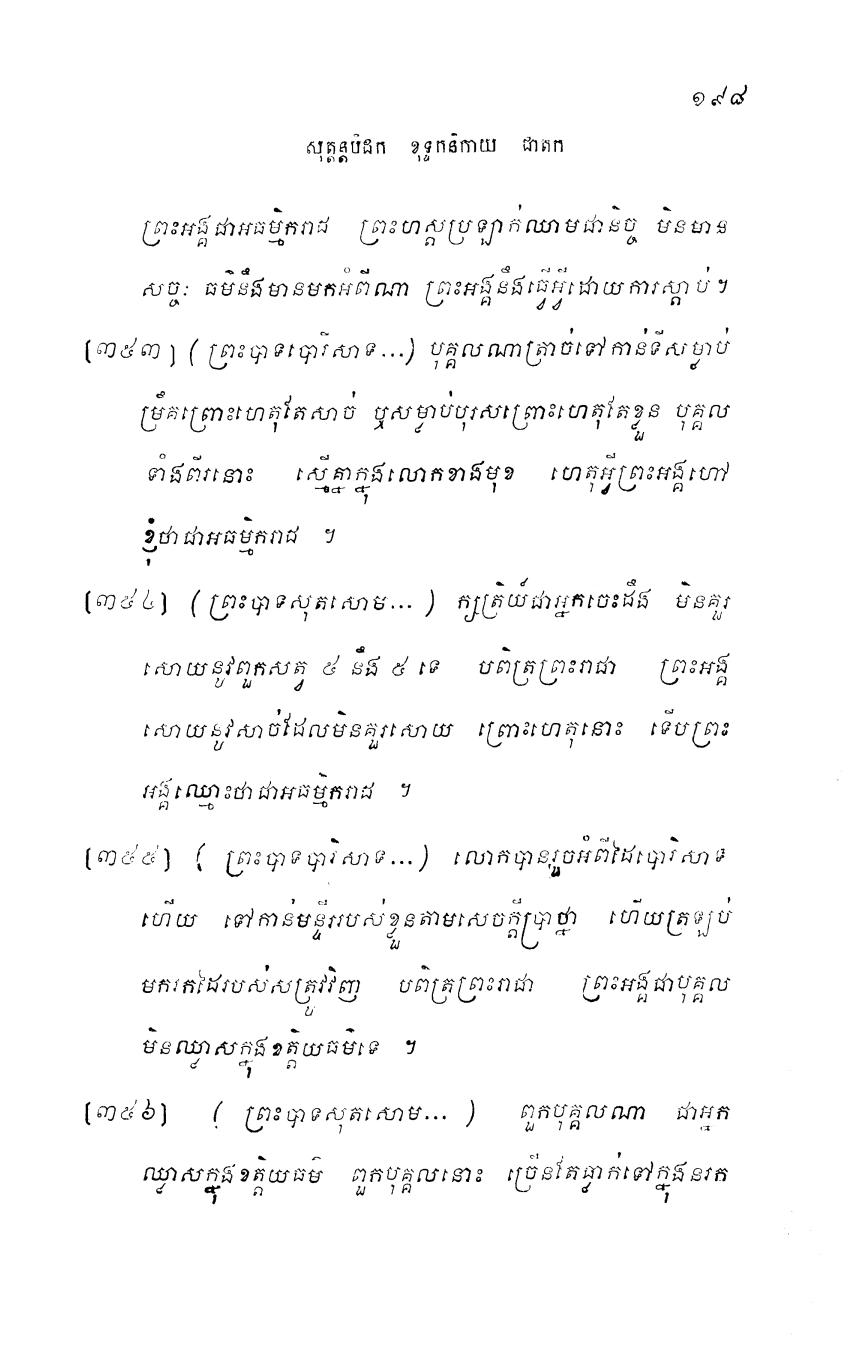 ១៩៨
សុត្តន្តបិដក ខុទ្ទកនិកាយ ជាតក
ព្រះអង្គជាអធម្មិករាជ ព្រះហស្តប្រឡាក់ឈាមជានិច្ច មិនមាន
សច្ចៈ ធម៌នឹងមានមកអំពីណា ព្រះអង្គនឹងធ្វើអ្វីដោយការស្តាប់ ។
[៣៥៣] (ព្រះបាទបោរិសាទ...) បុគ្គលណាត្រាច់ទៅកាន់ទីសម្លាប់
ម្រឹគព្រោះហេតុតែសាច់ ឬសម្លាប់បុរសព្រោះហេតុតែខ្លួន បុគ្គល
ទាំងពីរនោះ ស្មើគ្នាក្នុងលោកខាងមុខ ហេតុអ្វីព្រះអង្គហៅ
ខ្ញុំថាជាអធម្មិករាជ ។
[៣៥៤] (ព្រះបាទសុតសោម... ) ក្សត្រិយ៍ជាអ្នកចេះដឹង មិនគួរ
សោយនូវពួកសត្វ ៥ នឹង ៥ ទេ បពិត្រព្រះរាជា ព្រះអង្គ
សោយនូវសាច់ដែលមិនគួរសោយ ព្រោះហេតុនោះ ទើបព្រះ
អង្គឈ្មោះថាជាអធម្មិករាជ ។
[៣៥៥] ( ព្រះបាទបារិសាទ...) លោកបានរួចអំពីដៃបោរិសាទ
ហើយ ទៅកាន់មន្ទីររបស់ខ្លួនតាមសេចក្តីប្រាថ្នា ហើយត្រឡប់
មករកដៃរបស់សត្រូវវិញ បពិត្រព្រះរាជា ព្រះអង្គជាបុគ្គល
មិនឈ្លាសក្នុងខត្តិយធម៌ទេ ។
[៣៥៦] ( ព្រះបាទសុតសោម... ) ពួកបុគ្គលណា ជាអ្នក
ឈ្លាសក្នុងខត្តិយធម៌ ពួកបុគ្គលនោះ ច្រើនតែធ្លាក់ទៅក្នុងនរក